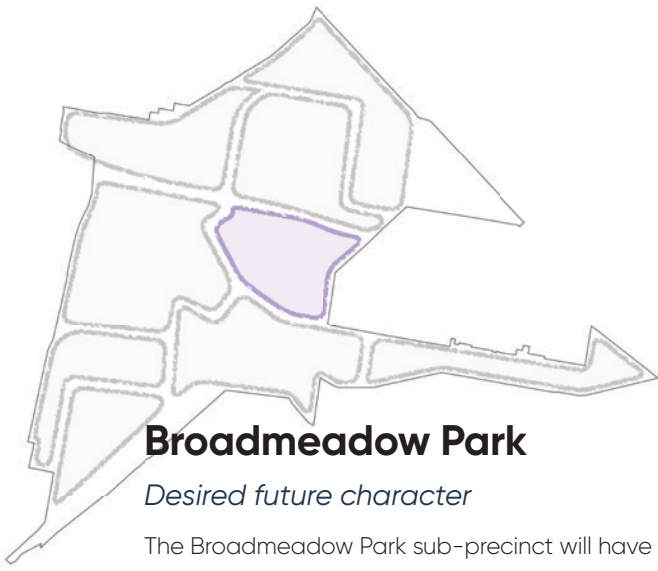 Broadmeadow Park
Desired future character
The Broadmeadow Park sub-precinct will have